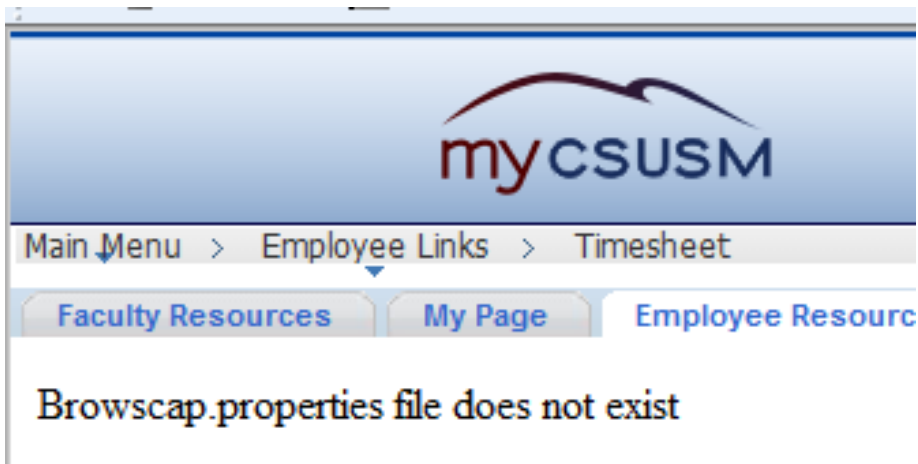 myCSUSM
Main Menu > Employee Links > Timesheet
Faculty Resources My Page Employee Resourc
Browscap.properties file does not exist